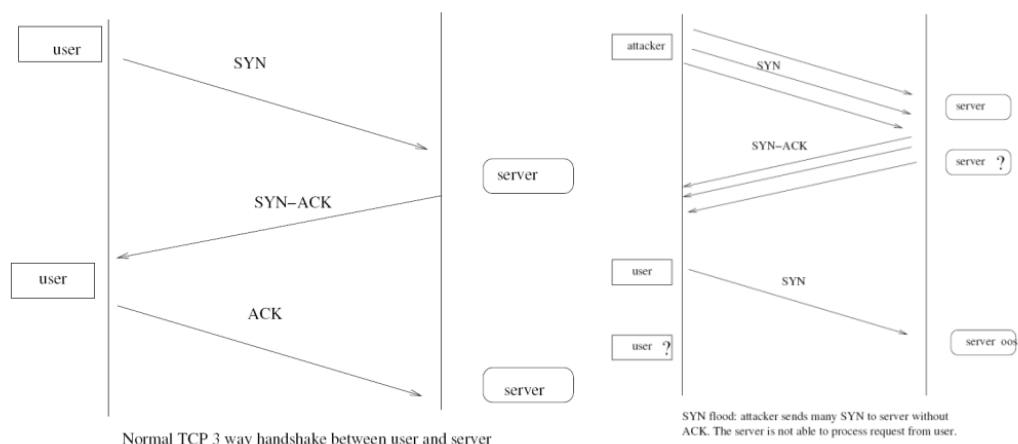 user
SYN
server
SYN–ACK
user
ACK
server
Normal TCP 3 way handshake between user and server
attacker
SYN
server
SYN–ACK
server ?
user
SYN
user ?
server oos
SYN flood: attacker sends many SYN to server without
ACK. The server is not able to process request from user.